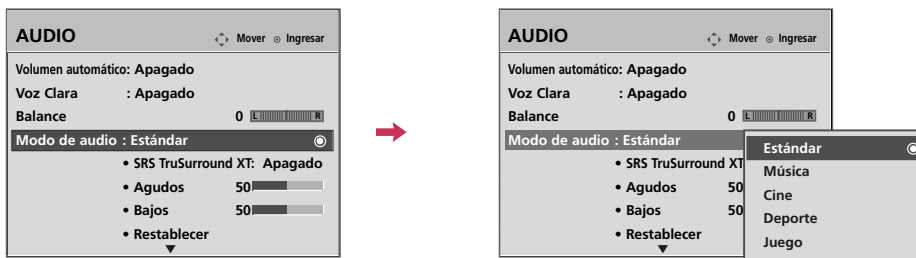 AUDIO
Mover Ingresar
Volumen automático: Apagado
Voz Clara : Apagado
Balance 0 L R
Modo de audio : Estándar
• SRS TruSurround XT: Apagado
• Agudos 50
• Bajos 50
• Restablecer
AUDIO
Mover Ingresar
Volumen automático: Apagado
Voz Clara : Apagado
Balance 0 L R
Modo de audio : Estándar
• SRS TruSurround XT
• Agudos 50
• Bajos 50
• Restablecer
Estándar
Música
Cine
Deporte
Juego